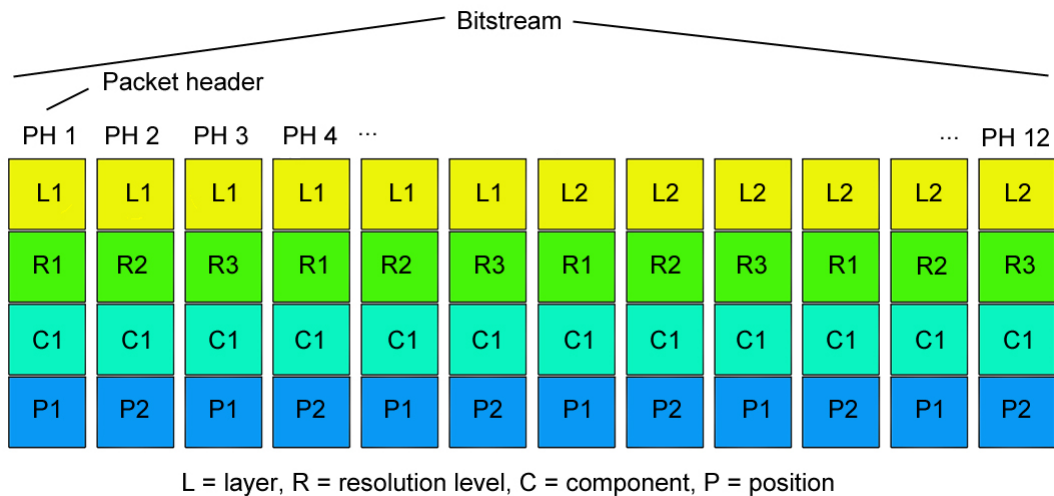 Bitstream
Packet header
PH 1 PH 2 PH 3 PH 4 ... ... PH 12
L1 L1 L1 L1 L1 L1 L2 L2 L2 L2 L2 L2
R1 R2 R3 R1 R2 R3 R1 R2 R3 R1 R2 R3
C1 C1 C1 C1 C1 C1 C1 C1 C1 C1 C1 C1
P1 P2 P1 P2 P1 P2 P1 P2 P1 P2 P1 P2
L = layer, R = resolution level, C = component, P = position